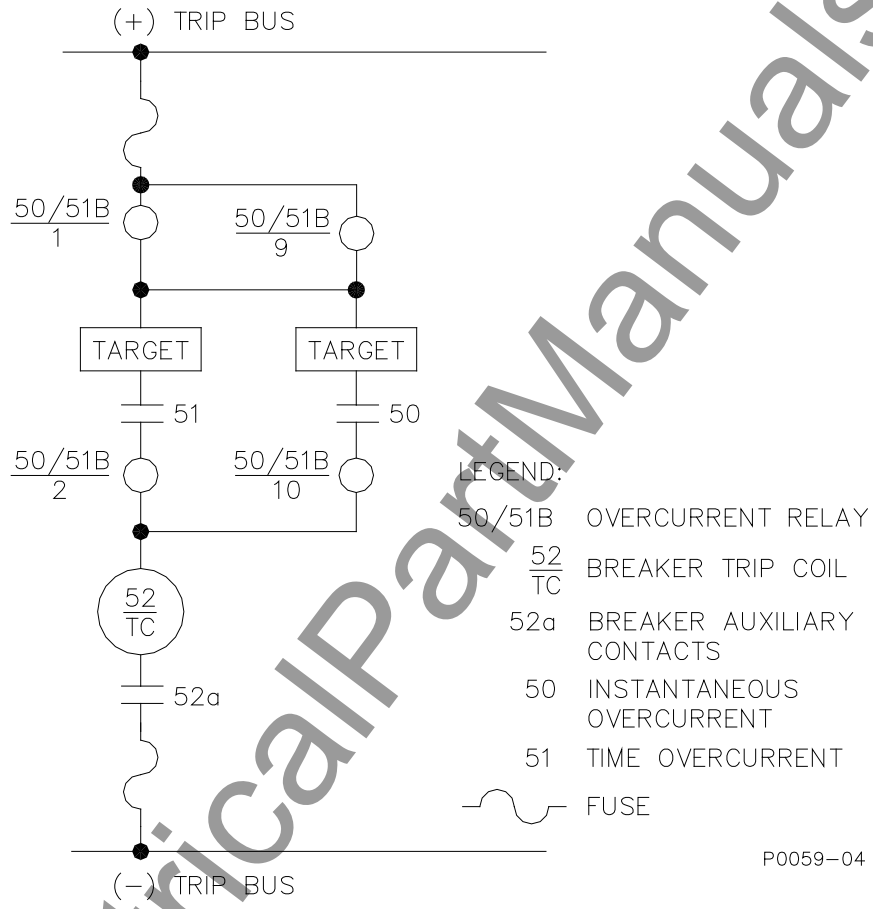 (+) TRIP BUS
50/51B
1
50/51B
9
TARGET
TARGET
51
50
50/51B
2
50/51B
10
52
TC
52a
(-) TRIP BUS
LEGEND:
50/51B OVERCURRENT RELAY
52
TC
BREAKER TRIP COIL
52a BREAKER AUXILIARY
CONTACTS
50 INSTANTANEOUS
OVERCURRENT
51 TIME OVERCURRENT
FUSE
P0059-04
tricalPartManuals